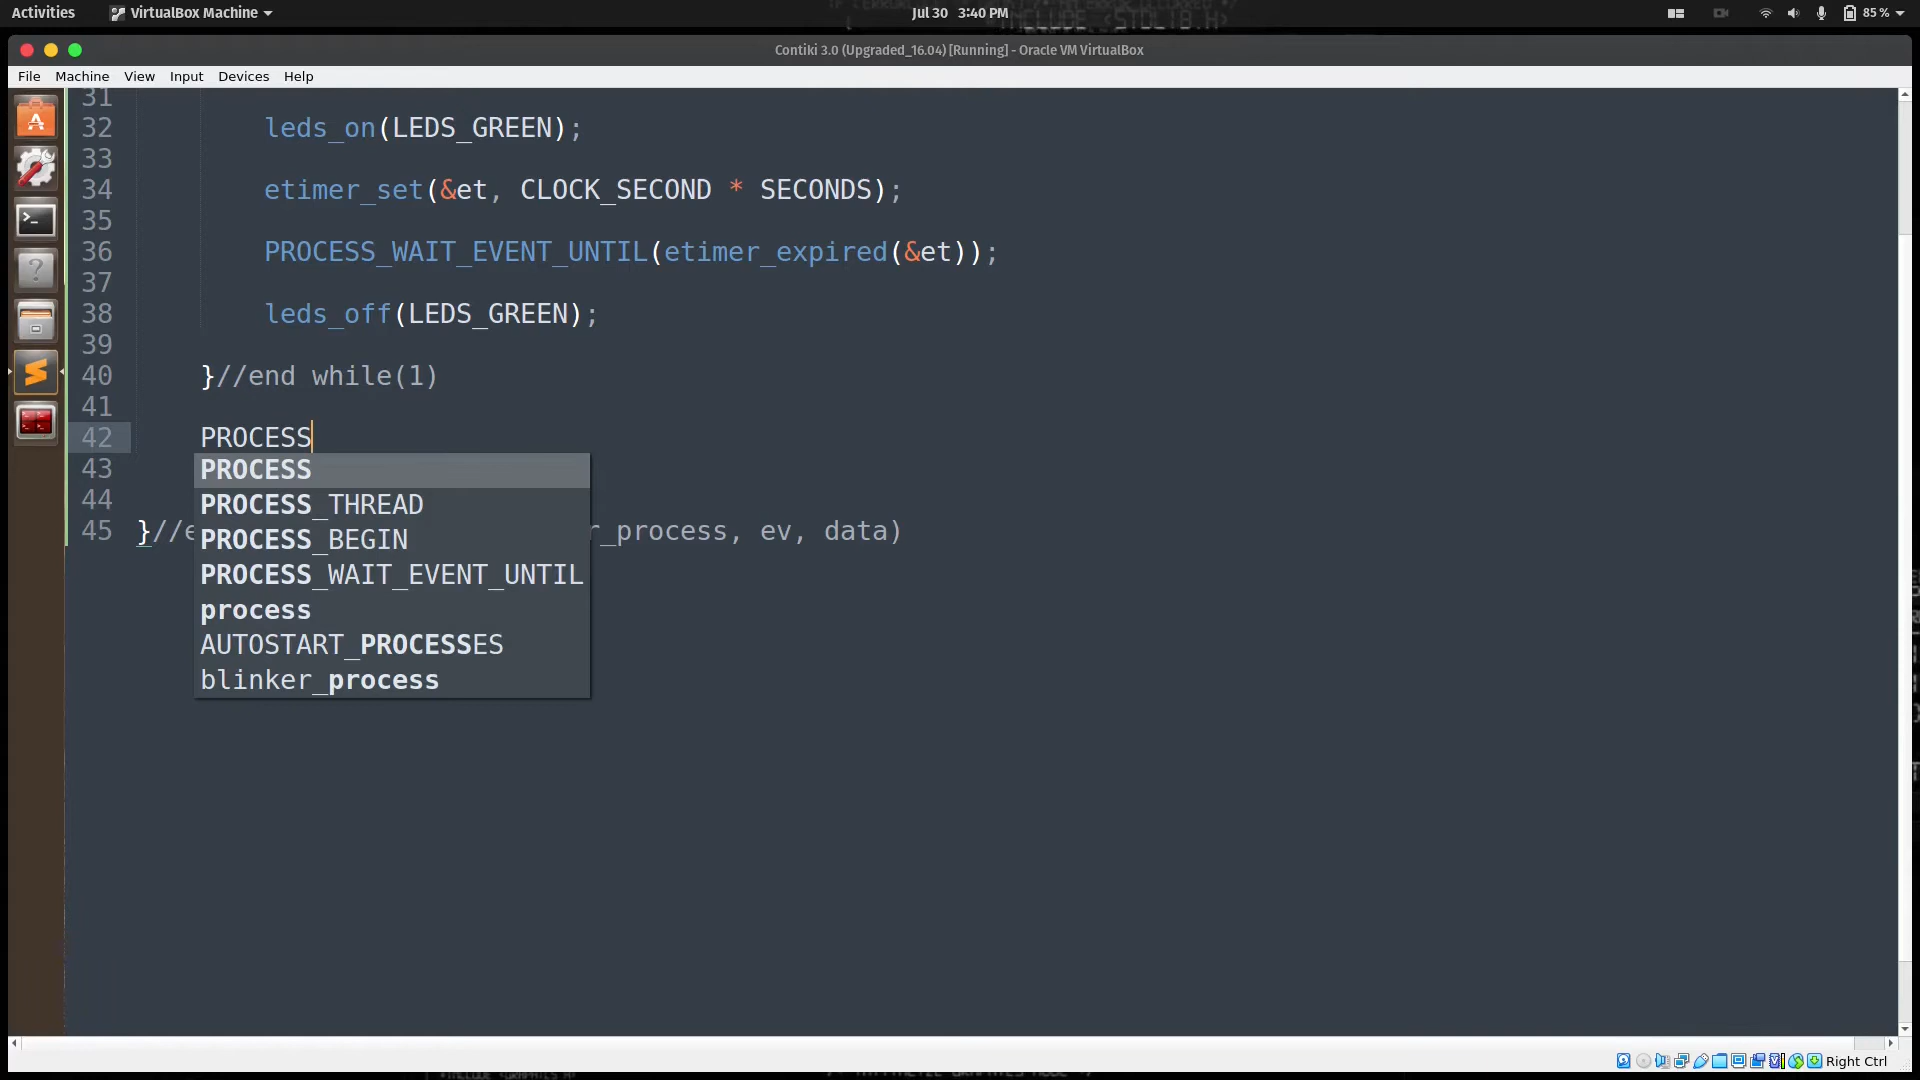 Activities VirtualBox Machine Jul 30 3:40 PM 85 %
Contiki 3.0 (Upgraded_16.04) [Running] - Oracle VM VirtualBox
File Machine View Input Devices Help
31
32 leds_on(LEDS_GREEN);
33
34 etimer_set(&et, CLOCK_SECOND * SECONDS);
35
36 PROCESS_WAIT_EVENT_UNTIL(etimer_expired(&et));
37
38 leds_off(LEDS_GREEN);
39
40 }//end while(1)
41
42 PROCESS
43 PROCESS
44 PROCESS_THREAD
45 }//e r_process, ev, data)
PROCESS_BEGIN
PROCESS_WAIT_EVENT_UNTIL
process
AUTOSTART_PROCESSES
blinker_process
Right Ctrl